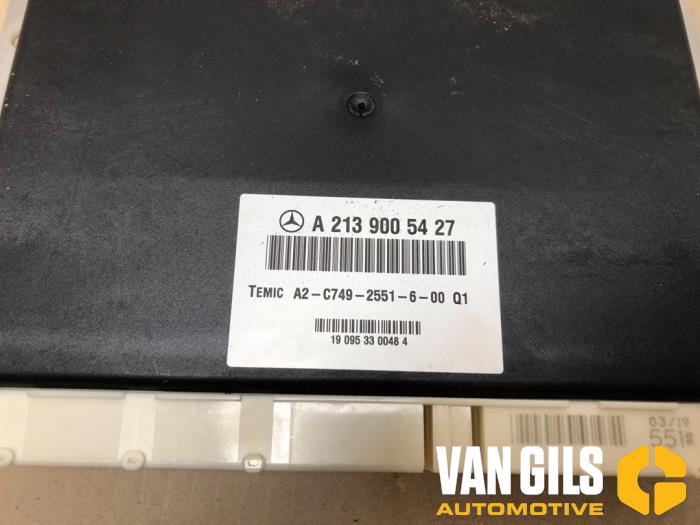 A 213 900 54 27
TEMIC A2-C749-2551-6-00 Q1
19 095 33 0048 4
03/19
551#
VAN GILS
AUTOMOTIVE